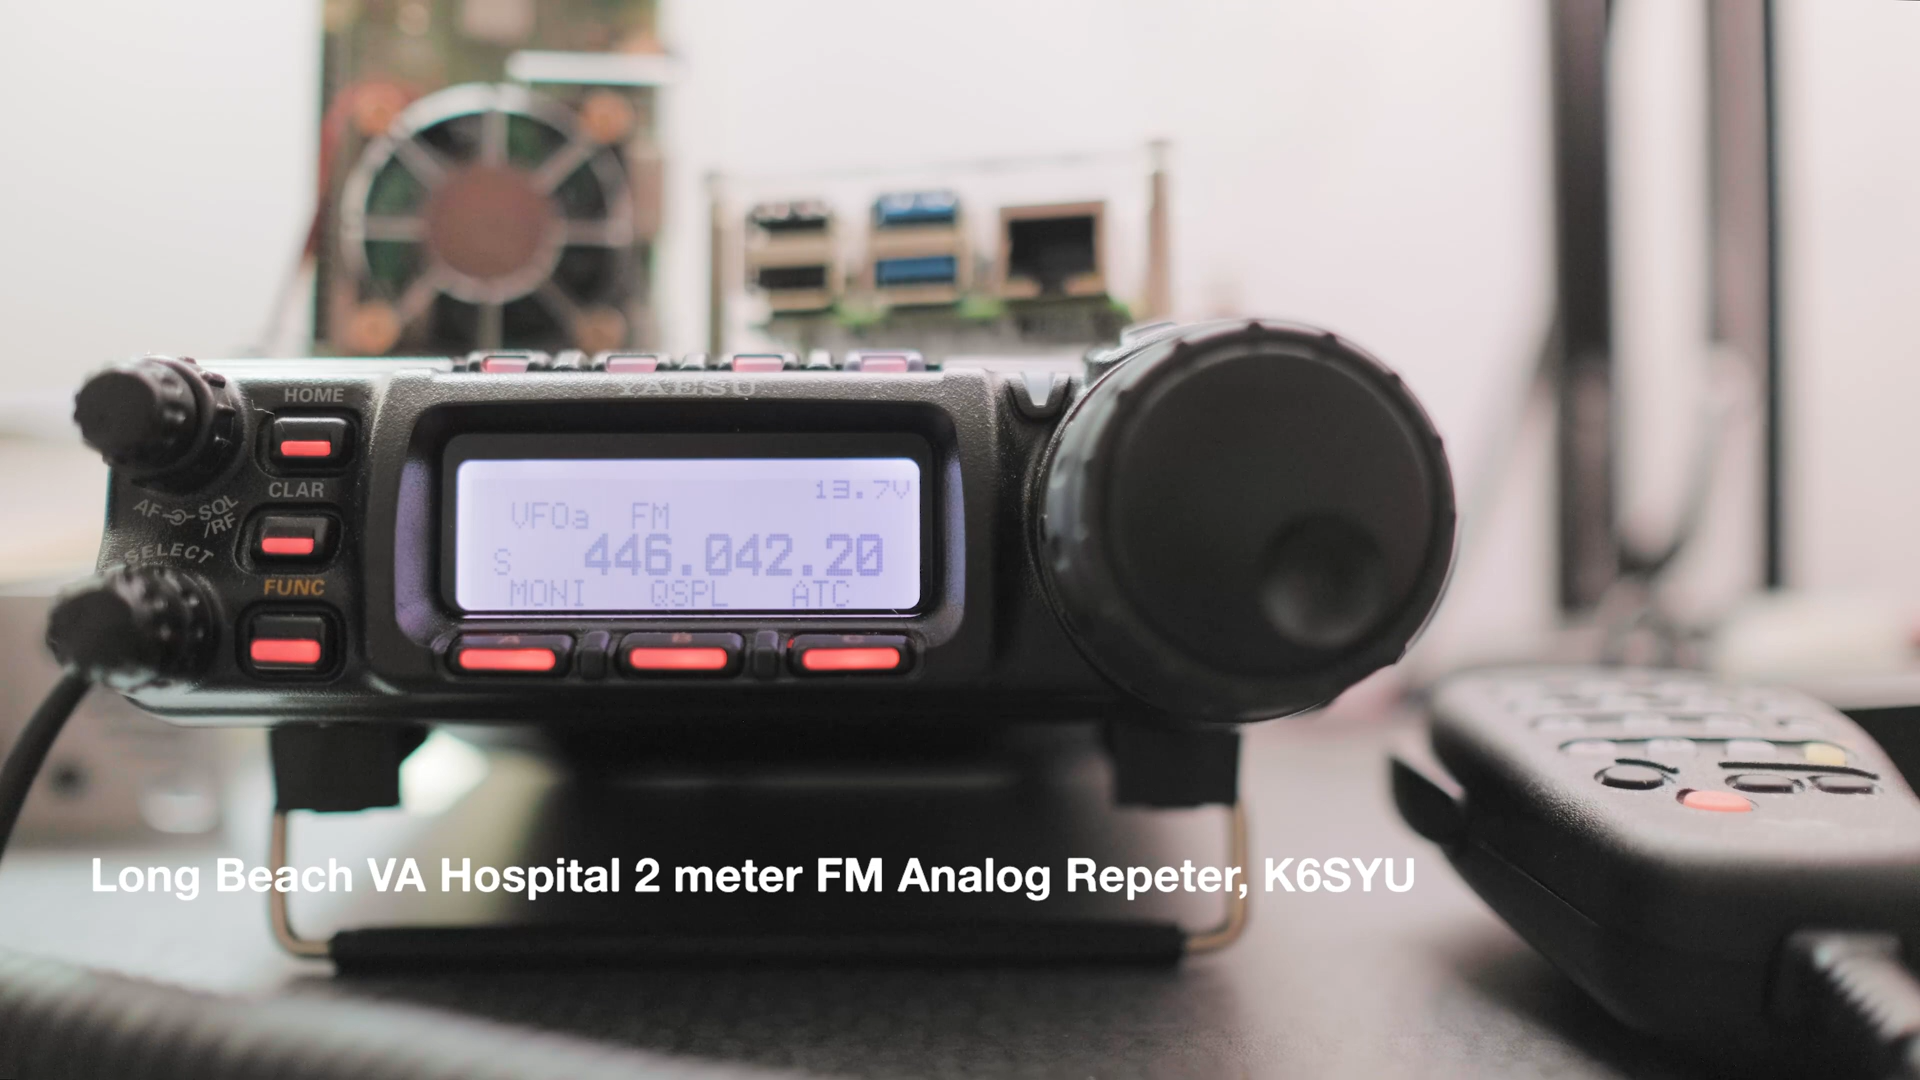 YAESU
HOME
CLAR
AF SQL
/RF
SELECT
FUNC
13.7V
VFOa FM
S 446.042.20
MONI QSPL ATC
A B C
Long Beach VA Hospital 2 meter FM Analog Repeter, K6SYU